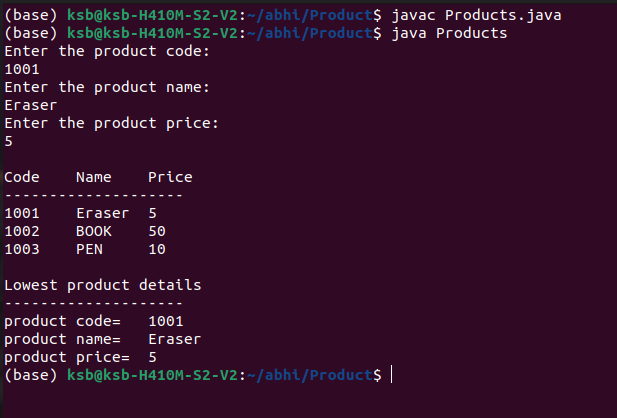 (base) ksb@ksb-H410M-S2-V2:~/abhi/Product$ javac Products.java
(base) ksb@ksb-H410M-S2-V2:~/abhi/Product$ java Products
Enter the product code:
1001
Enter the product name:
Eraser
Enter the product price:
5
Code    Name    Price
--------------------
1001    Eraser  5
1002    BOOK    50
1003    PEN     10
Lowest product details
--------------------
product code=   1001
product name=   Eraser
product price=  5
(base) ksb@ksb-H410M-S2-V2:~/abhi/Product$